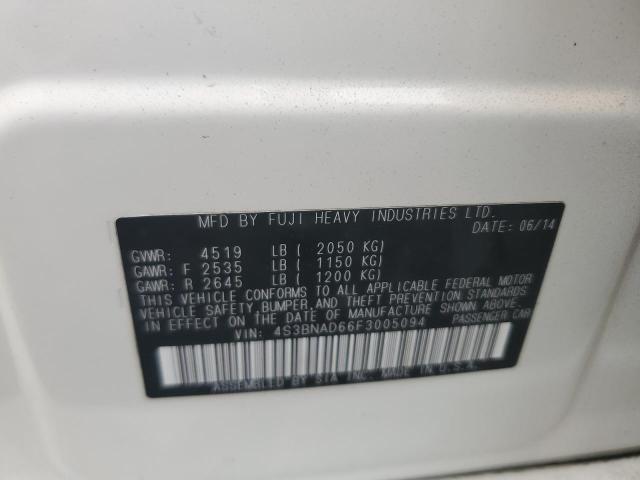 MFD BY FUJI HEAVY INDUSTRIES LTD.
DATE: 06/14
GVWR: 4519 LB ( 2050 KG)
GAWR: F 2535 LB ( 1150 KG)
GAWR: R 2645 LB ( 1200 KG)
THIS VEHICLE CONFORMS TO ALL APPLICABLE FEDERAL MOTOR
VEHICLE SAFETY, BUMPER, AND THEFT PREVENTION STANDARDS
IN EFFECT ON THE DATE OF MANUFACTURE SHOWN ABOVE.
VIN: 4S3BNAD66F3005094 PASSENGER CAR
ASSEMBLED BY SIA INC. MADE IN U.S.A.